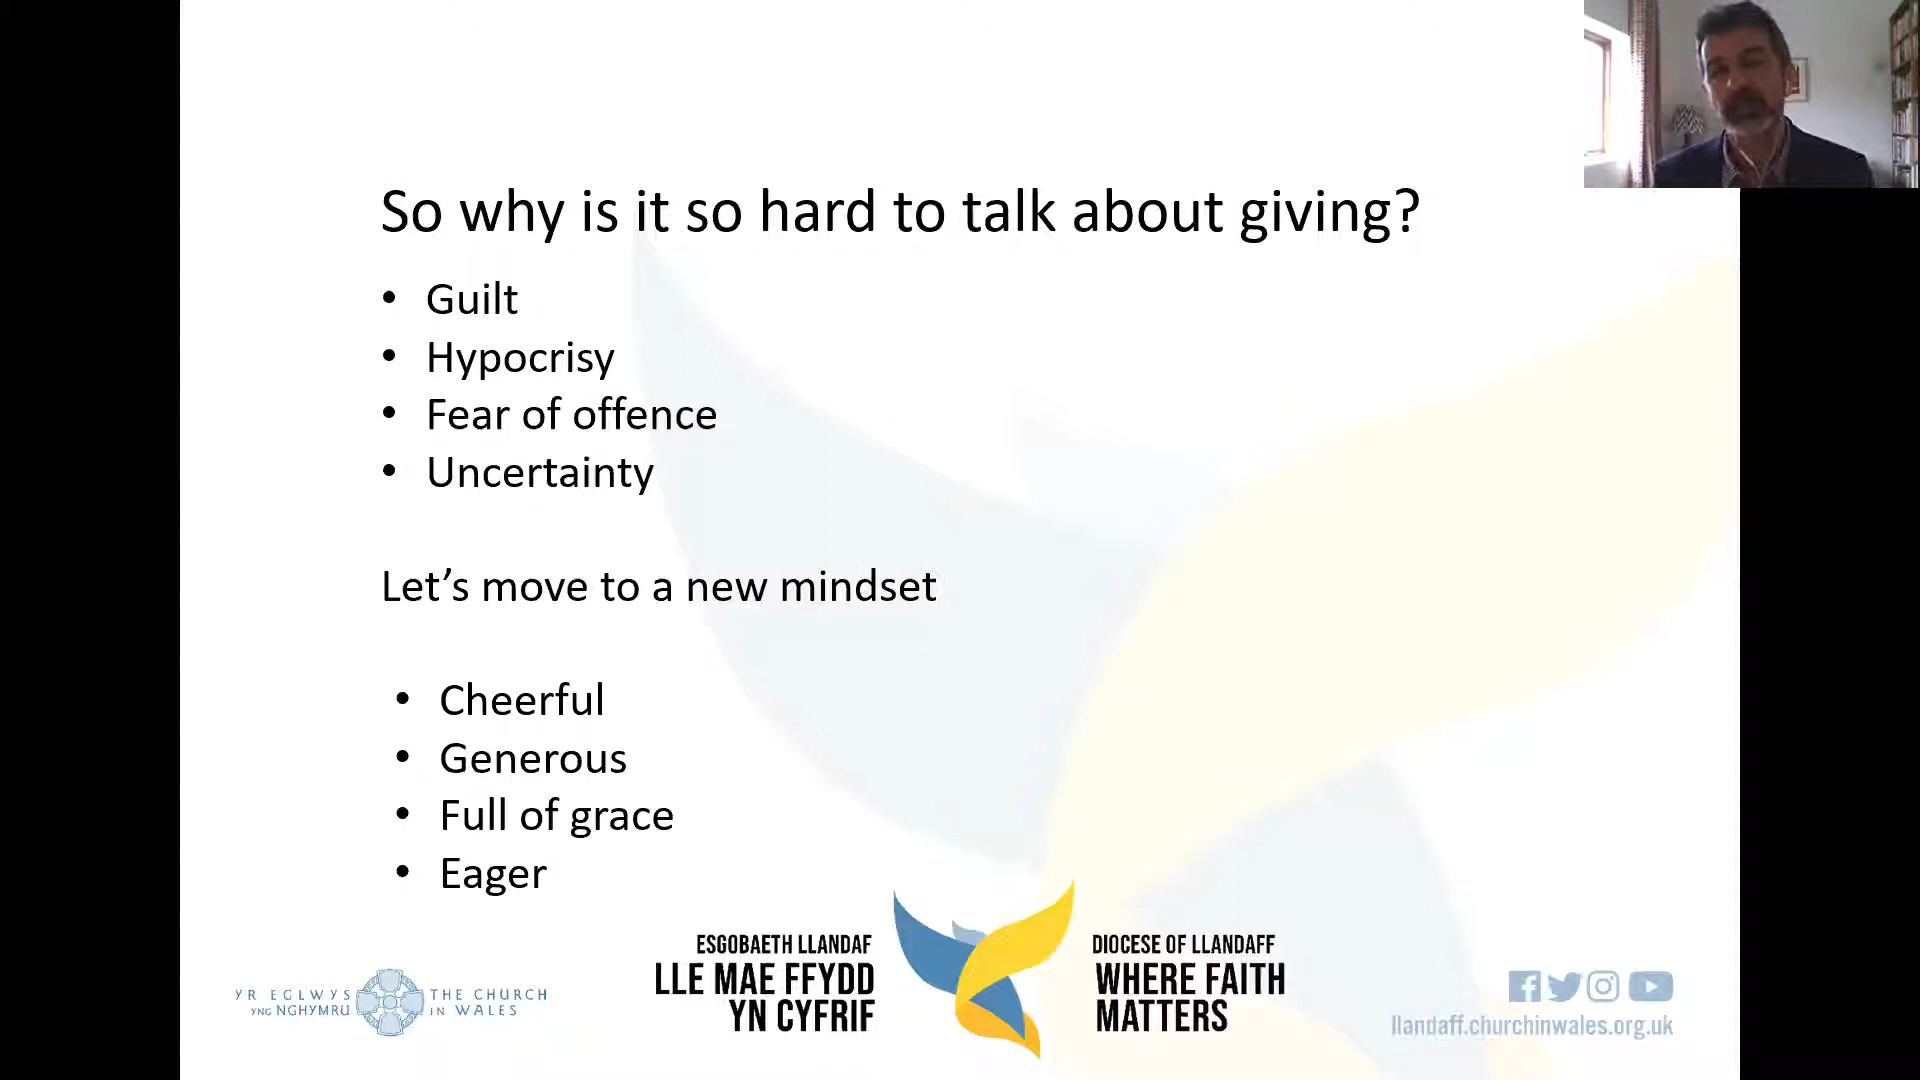 So why is it so hard to talk about giving?
• Guilt
• Hypocrisy
• Fear of offence
• Uncertainty
Let’s move to a new mindset
• Cheerful
• Generous
• Full of grace
• Eager
YR EGLWYS
YNG NGHYMRU
THE CHURCH
IN WALES
ESGOBAETH LLANDAF
LLE MAE FFYDD
YN CYFRIF
DIOCESE OF LLANDAFF
WHERE FAITH
MATTERS
llandaff.churchinwales.org.uk